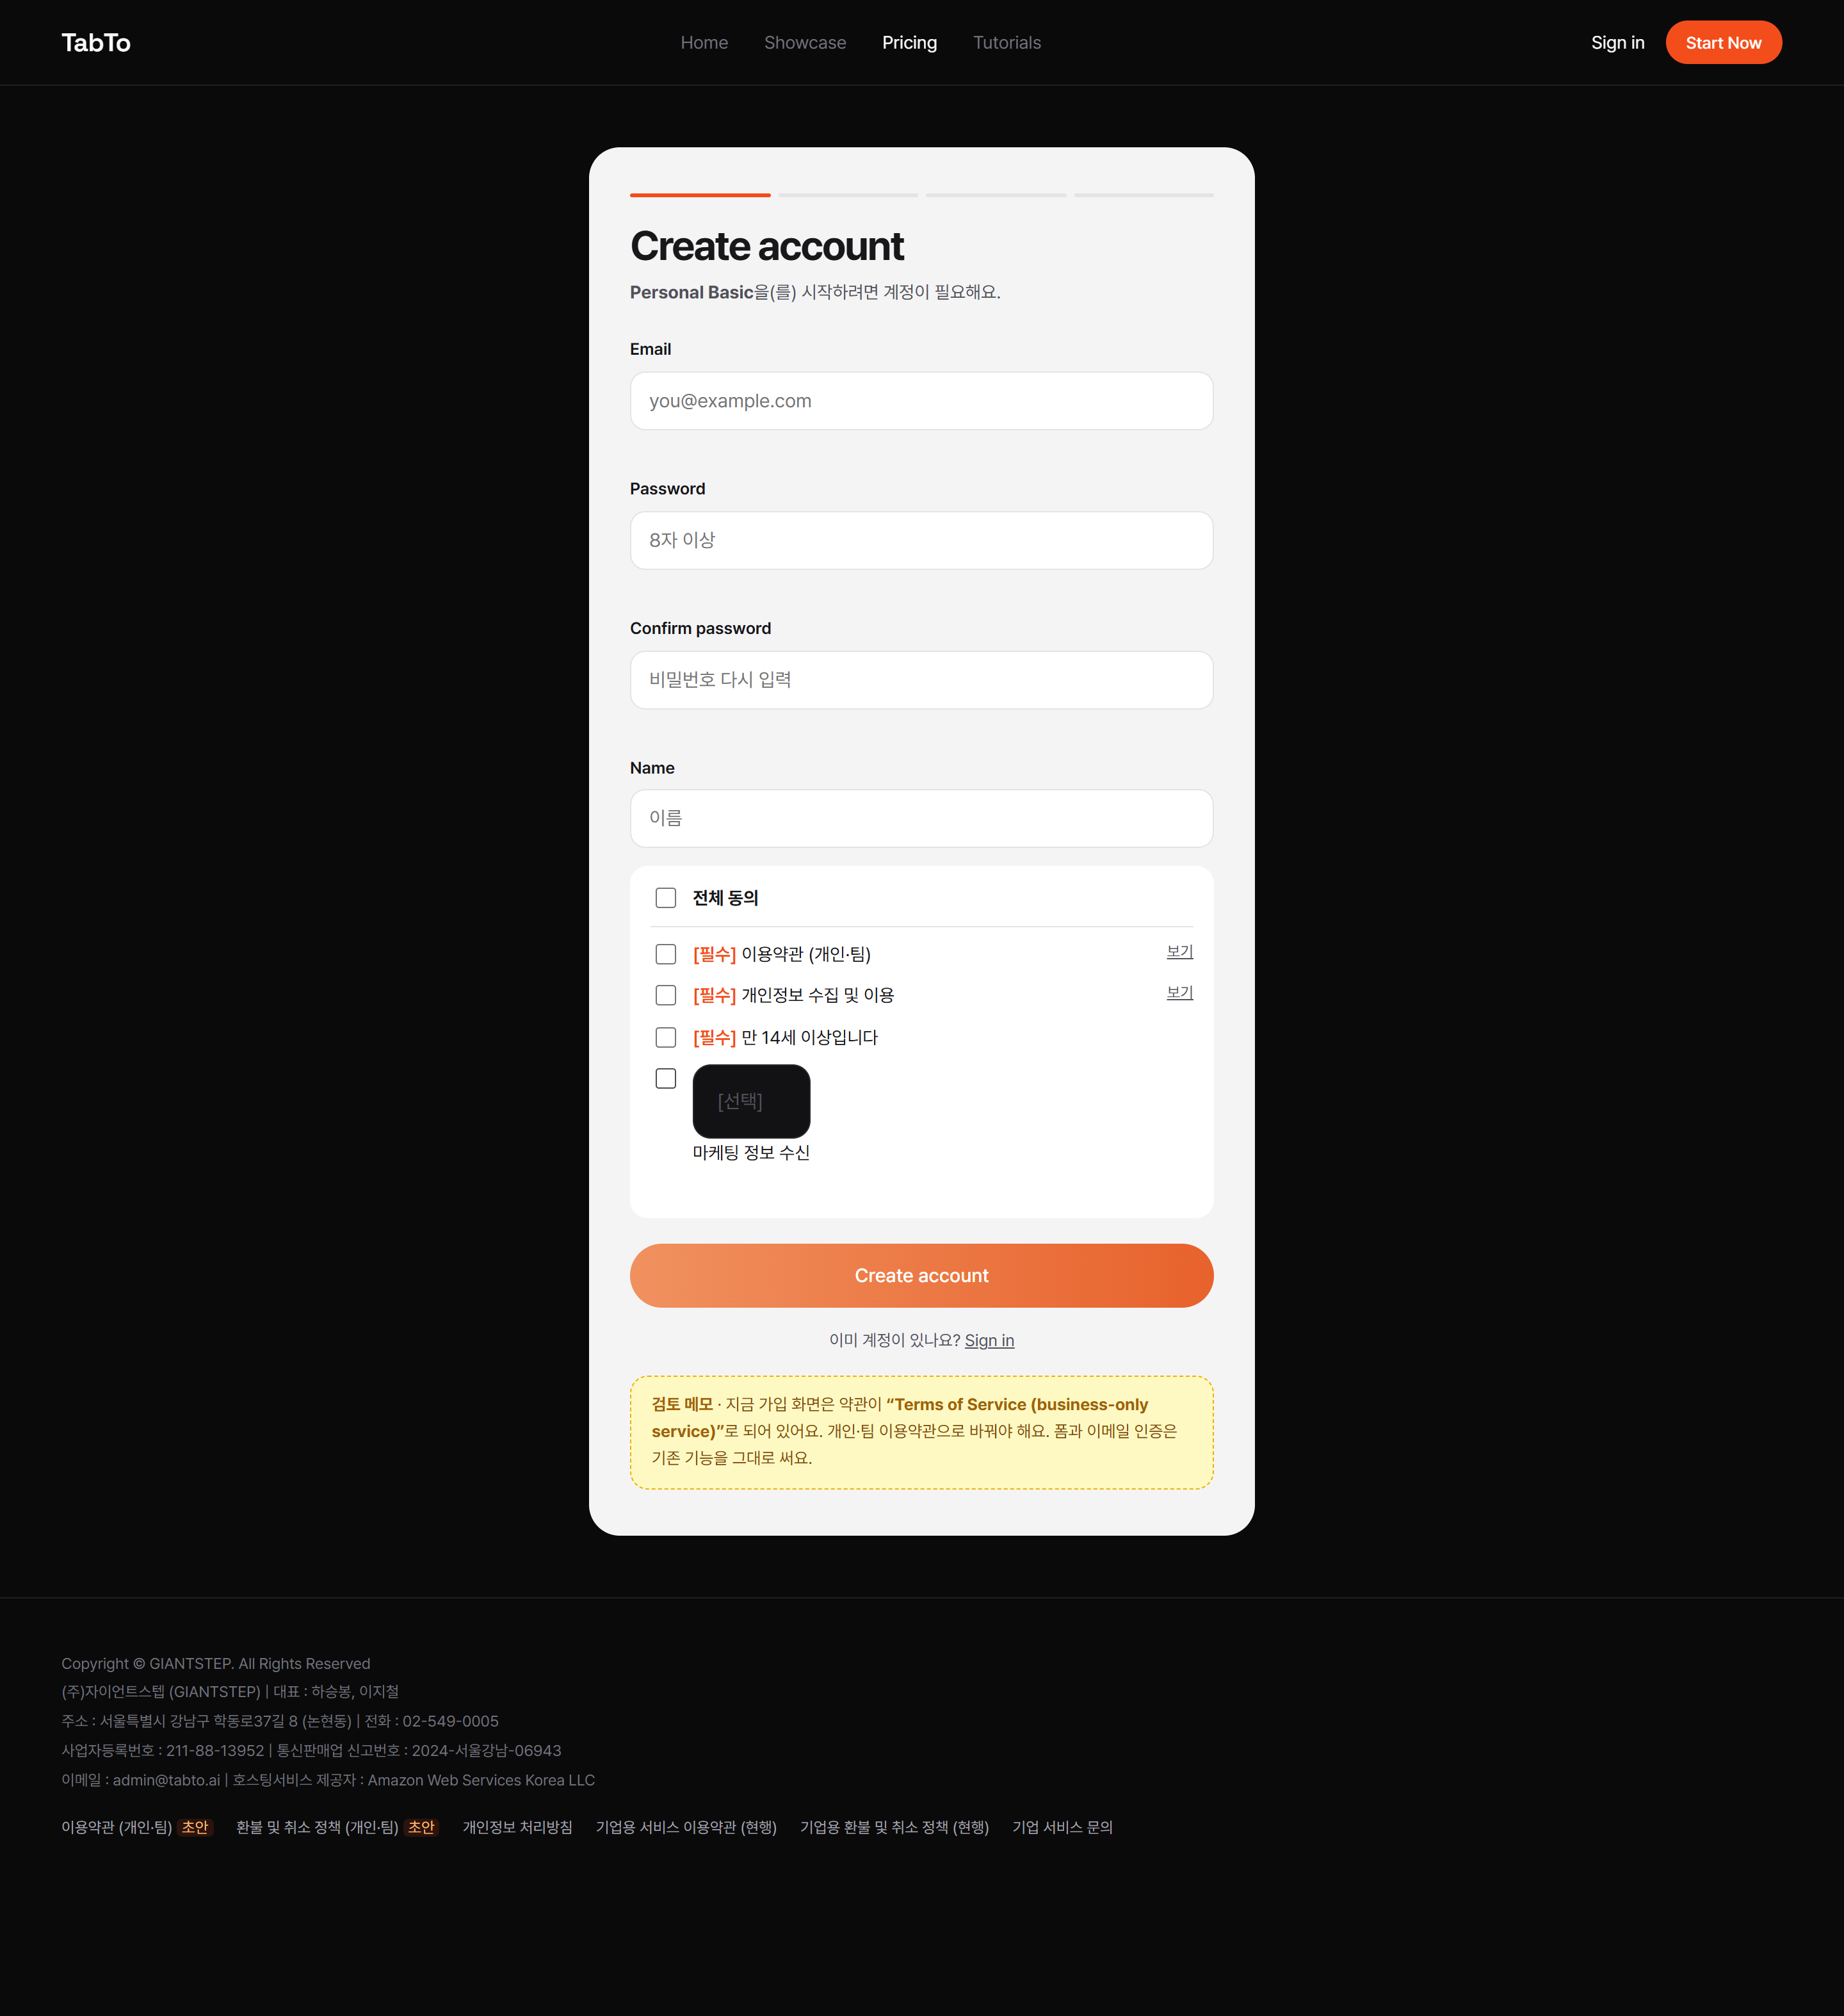 TabTo
Home Showcase Pricing Tutorials
Sign in Start Now
Create account
Personal Basic을(를) 시작하려면 계정이 필요해요.
Email
you@example.com
Password
8자 이상
Confirm password
비밀번호 다시 입력
Name
이름
전체 동의
[필수] 이용약관 (개인·팀) 보기
[필수] 개인정보 수집 및 이용 보기
[필수] 만 14세 이상입니다
[선택]
마케팅 정보 수신
Create account
이미 계정이 있나요? Sign in
검토 메모 · 지금 가입 화면은 약관이 “Terms of Service (business-only
service)”로 되어 있어요. 개인·팀 이용약관으로 바꿔야 해요. 폼과 이메일 인증은
기존 기능을 그대로 써요.
Copyright © GIANTSTEP. All Rights Reserved
(주)자이언트스텝 (GIANTSTEP) | 대표 : 하승봉, 이지철
주소 : 서울특별시 강남구 학동로37길 8 (논현동) | 전화 : 02-549-0005
사업자등록번호 : 211-88-13952 | 통신판매업 신고번호 : 2024-서울강남-06943
이메일 : admin@tabto.ai | 호스팅서비스 제공자 : Amazon Web Services Korea LLC
이용약관 (개인·팀) 초안 환불 및 취소 정책 (개인·팀) 초안 개인정보 처리방침 기업용 서비스 이용약관 (현행) 기업용 환불 및 취소 정책 (현행) 기업 서비스 문의